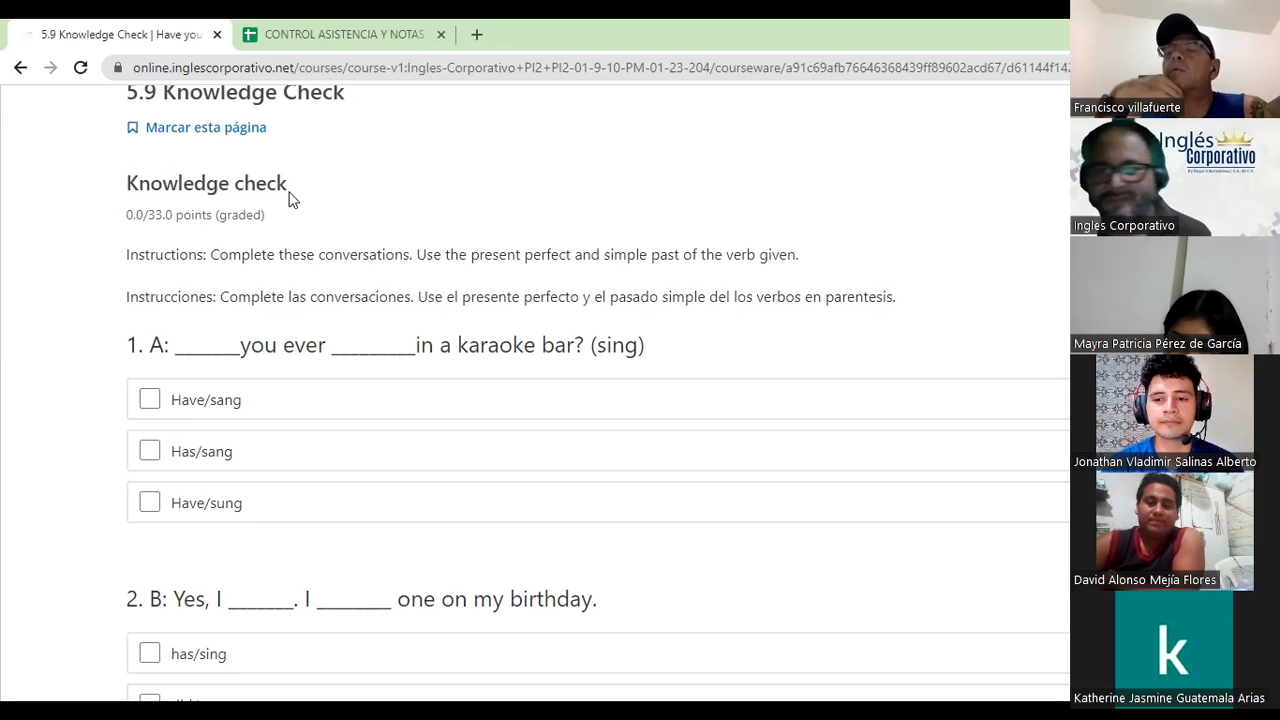 5.9 Knowledge Check | Have you
CONTROL ASISTENCIA Y NOTAS
online.inglescorporativo.net/courses/course-v1:Ingles-Corporativo+PI2+PI2-01-9-10-PM-01-23-204/courseware/a91c69afb76646368439ff89602acd67/d61144f142
5.9 Knowledge Check
Marcar esta página
Knowledge check
0.0/33.0 points (graded)
Instructions: Complete these conversations. Use the present perfect and simple past of the verb given.
Instrucciones: Complete las conversaciones. Use el presente perfecto y el pasado simple del los verbos en parentesis.
1. A: _______you ever _________in a karaoke bar? (sing)
Have/sang
Has/sang
Have/sung
2. B: Yes, I _______. I ________ one on my birthday.
has/sing
Francisco villafuerte
Inglés
Corporativo
Ingles Corporativo
Mayra Patricia Pérez de García
Jonathan Vladimir Salinas Alberto
David Alonso Mejía Flores
k
Katherine Jasmine Guatemala Arias